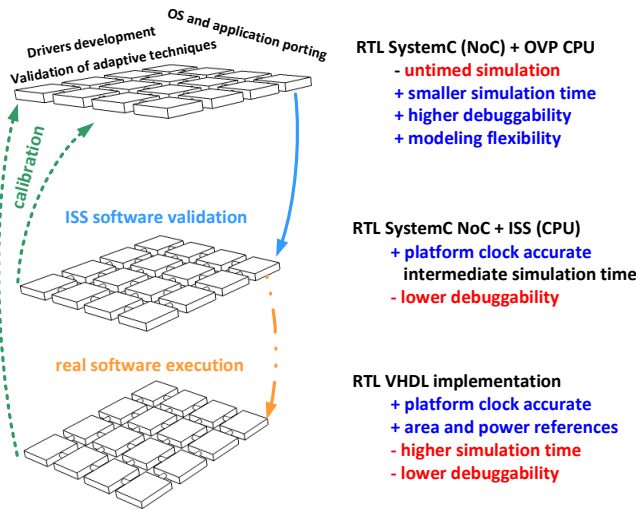 Drivers development
Validation of adaptive techniques
OS and application porting
calibration
ISS software validation
real software execution
RTL SystemC (NoC) + OVP CPU
- untimed simulation
+ smaller simulation time
+ higher debuggability
+ modeling flexibility
RTL SystemC NoC + ISS (CPU)
+ platform clock accurate
intermediate simulation time
- lower debuggability
RTL VHDL implementation
+ platform clock accurate
+ area and power references
- higher simulation time
- lower debuggability